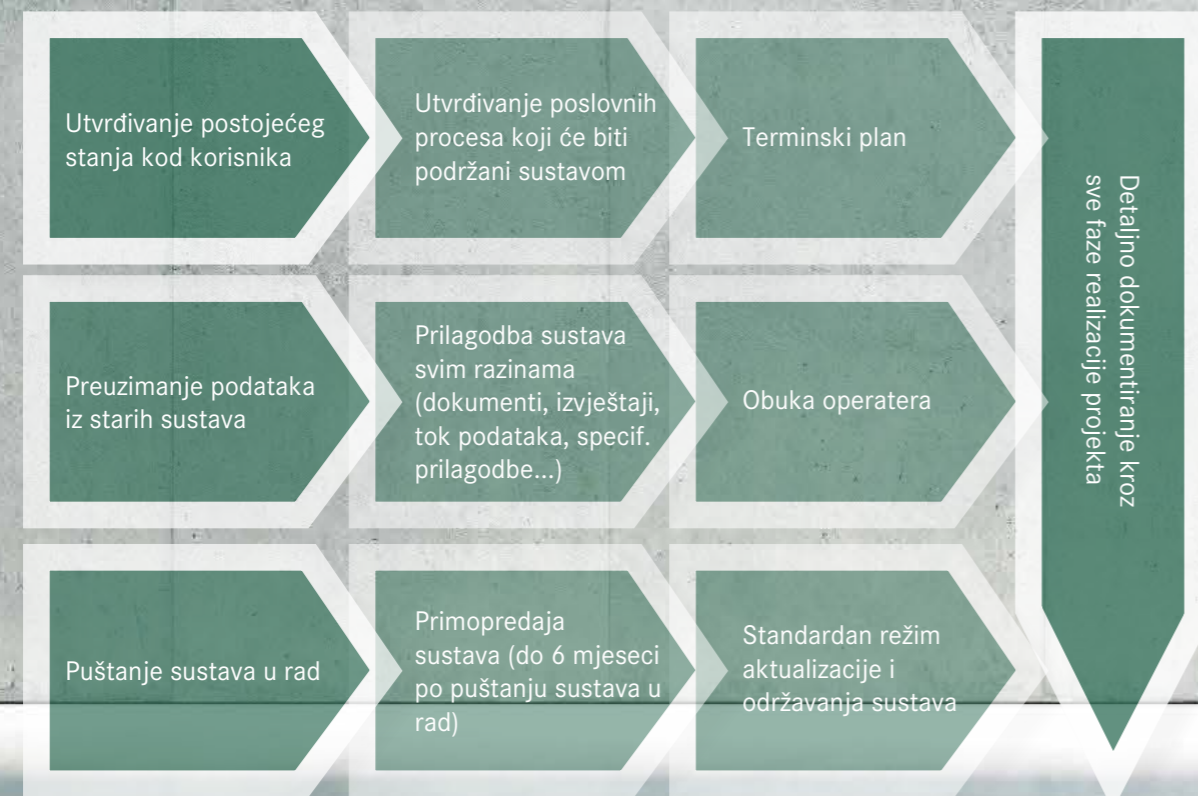 Utvrđivanje postojećeg
stanja kod korisnika
Utvrđivanje poslovnih
procesa koji će biti
podržani sustavom
Terminski plan
Preuzimanje podataka
iz starih sustava
Prilagodba sustava
svim razinama
(dokumenti, izvještaji,
tok podataka, specif.
prilagodbe...)
Obuka operatera
Puštanje sustava u rad
Primopredaja
sustava (do 6 mjeseci
po puštanju sustava u
rad)
Standardan režim
aktualizacije i
održavanja sustava
Detaljno dokumentiranje kroz
sve faze realizacije projekta